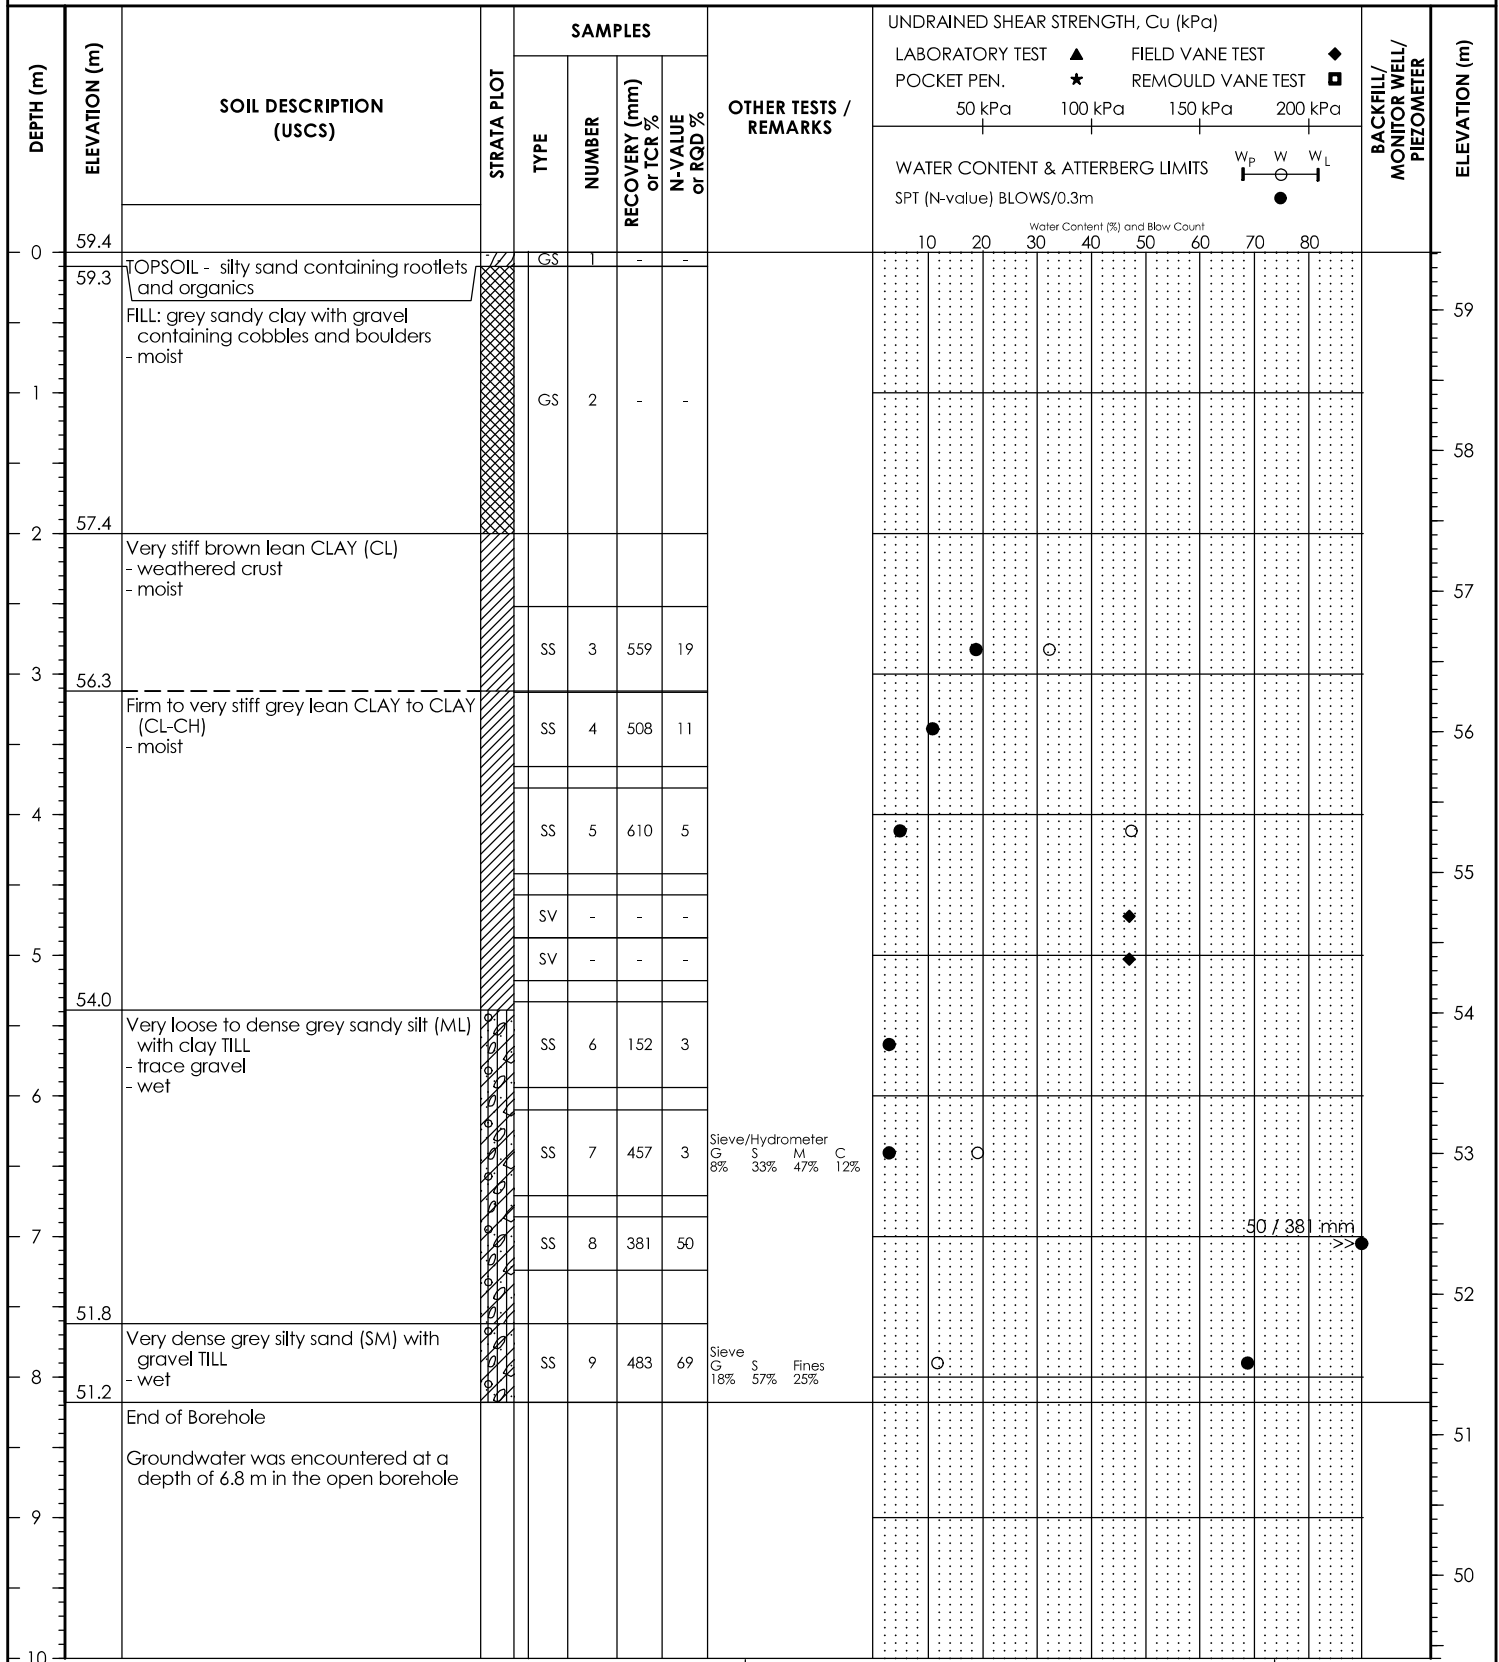 DEPTH (m)
ELEVATION (m)
SOIL DESCRIPTION
(USCS)
STRATA PLOT
SAMPLES
TYPE
NUMBER
RECOVERY (mm)
or TCR %
N-VALUE
or RQD %
OTHER TESTS /
REMARKS
UNDRAINED SHEAR STRENGTH, Cu (kPa)
LABORATORY TEST ▲ FIELD VANE TEST ◆
POCKET PEN. ★ REMOULD VANE TEST □
50 kPa 100 kPa 150 kPa 200 kPa
WATER CONTENT & ATTERBERG LIMITS WP W WL
SPT (N-value) BLOWS/0.3m ●
Water Content (%) and Blow Count
10 20 30 40 50 60 70 80
BACKFILL/
MONITOR WELL/
PIEZOMETER
ELEVATION (m)
0 59.4
GS 1 - -
59.3 TOPSOIL - silty sand containing rootlets
and organics
FILL: grey sandy clay with gravel
containing cobbles and boulders
- moist
59
1
GS 2 - -
58
57.4
2
Very stiff brown lean CLAY (CL)
- weathered crust
- moist
57
SS 3 559 19
3
56.3
Firm to very stiff grey lean CLAY to CLAY
(CL-CH)
- moist
SS 4 508 11
56
4
SS 5 610 5
55
SV - - -
5
SV - - -
54.0
Very loose to dense grey sandy silt (ML)
with clay TILL
- trace gravel
- wet
54
SS 6 152 3
6
SS 7 457 3
Sieve/Hydrometer
G S M C
8% 33% 47% 12%
53
7
SS 8 381 50
50 / 381 mm
>>
52
51.8
Very dense grey silty sand (SM) with
gravel TILL
- wet
SS 9 483 69
Sieve
G S Fines
18% 57% 25%
8
51.2
End of Borehole
51
Groundwater was encountered at a
depth of 6.8 m in the open borehole
9
50
10